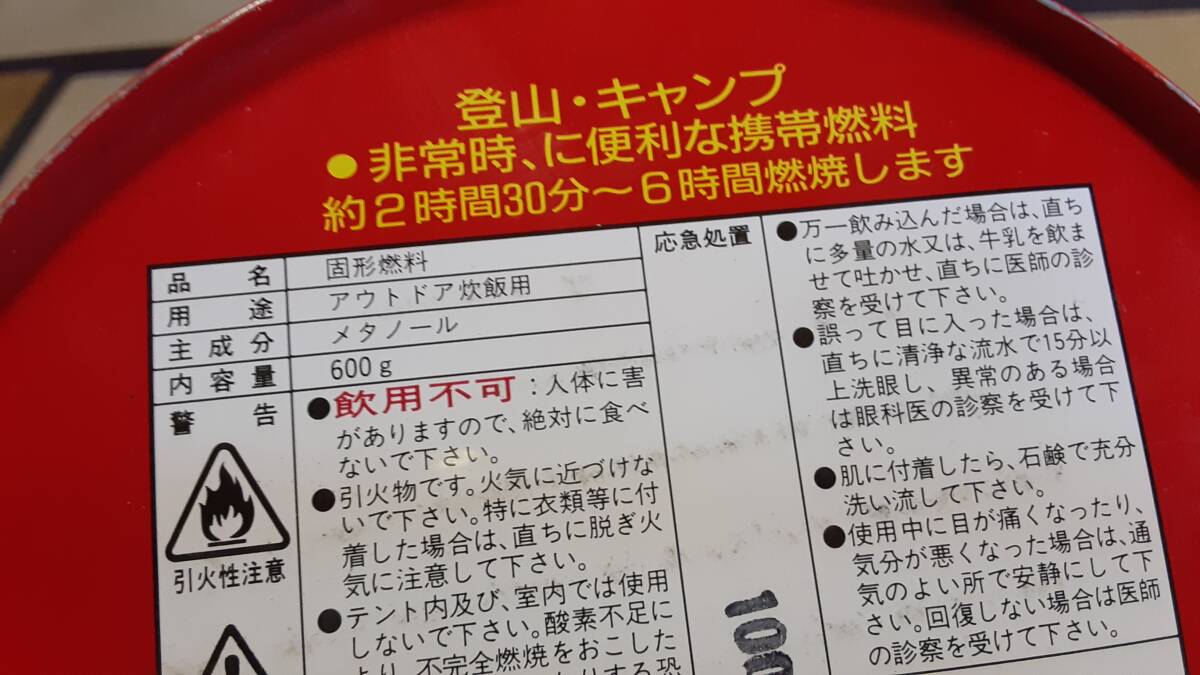 登山・キャンプ
●非常時、に便利な携帯燃料
約2時間30分～6時間燃焼します
品名 固形燃料
用途 アウトドア炊飯用
主成分 メタノール
内容量 600g
警告
●飲用不可：人体に害
がありますので、絶対に食べ
ないで下さい。
●引火物です。火気に近づけな
いで下さい。特に衣類等に付
着した場合は、直ちに脱ぎ火
気に注意して下さい。
●テント内及び、室内では使用
しないで下さい。酸素不足に
より、不完全燃焼をおこした
引火性注意
応急処置
●万一飲み込んだ場合は、直ち
に多量の水又は、牛乳を飲ま
せて吐かせ、直ちに医師の診
察を受けて下さい。
●誤って目に入った場合は、
直ちに清浄な流水で15分以
上洗眼し、異常のある場合
は眼科医の診察を受けて下
さい。
●肌に付着したら、石鹸で充分
洗い流して下さい。
●使用中に目が痛くなったり、
気分が悪くなった場合は、通
気のよい所で安静にして下
さい。回復しない場合は医師
の診察を受けて下さい。